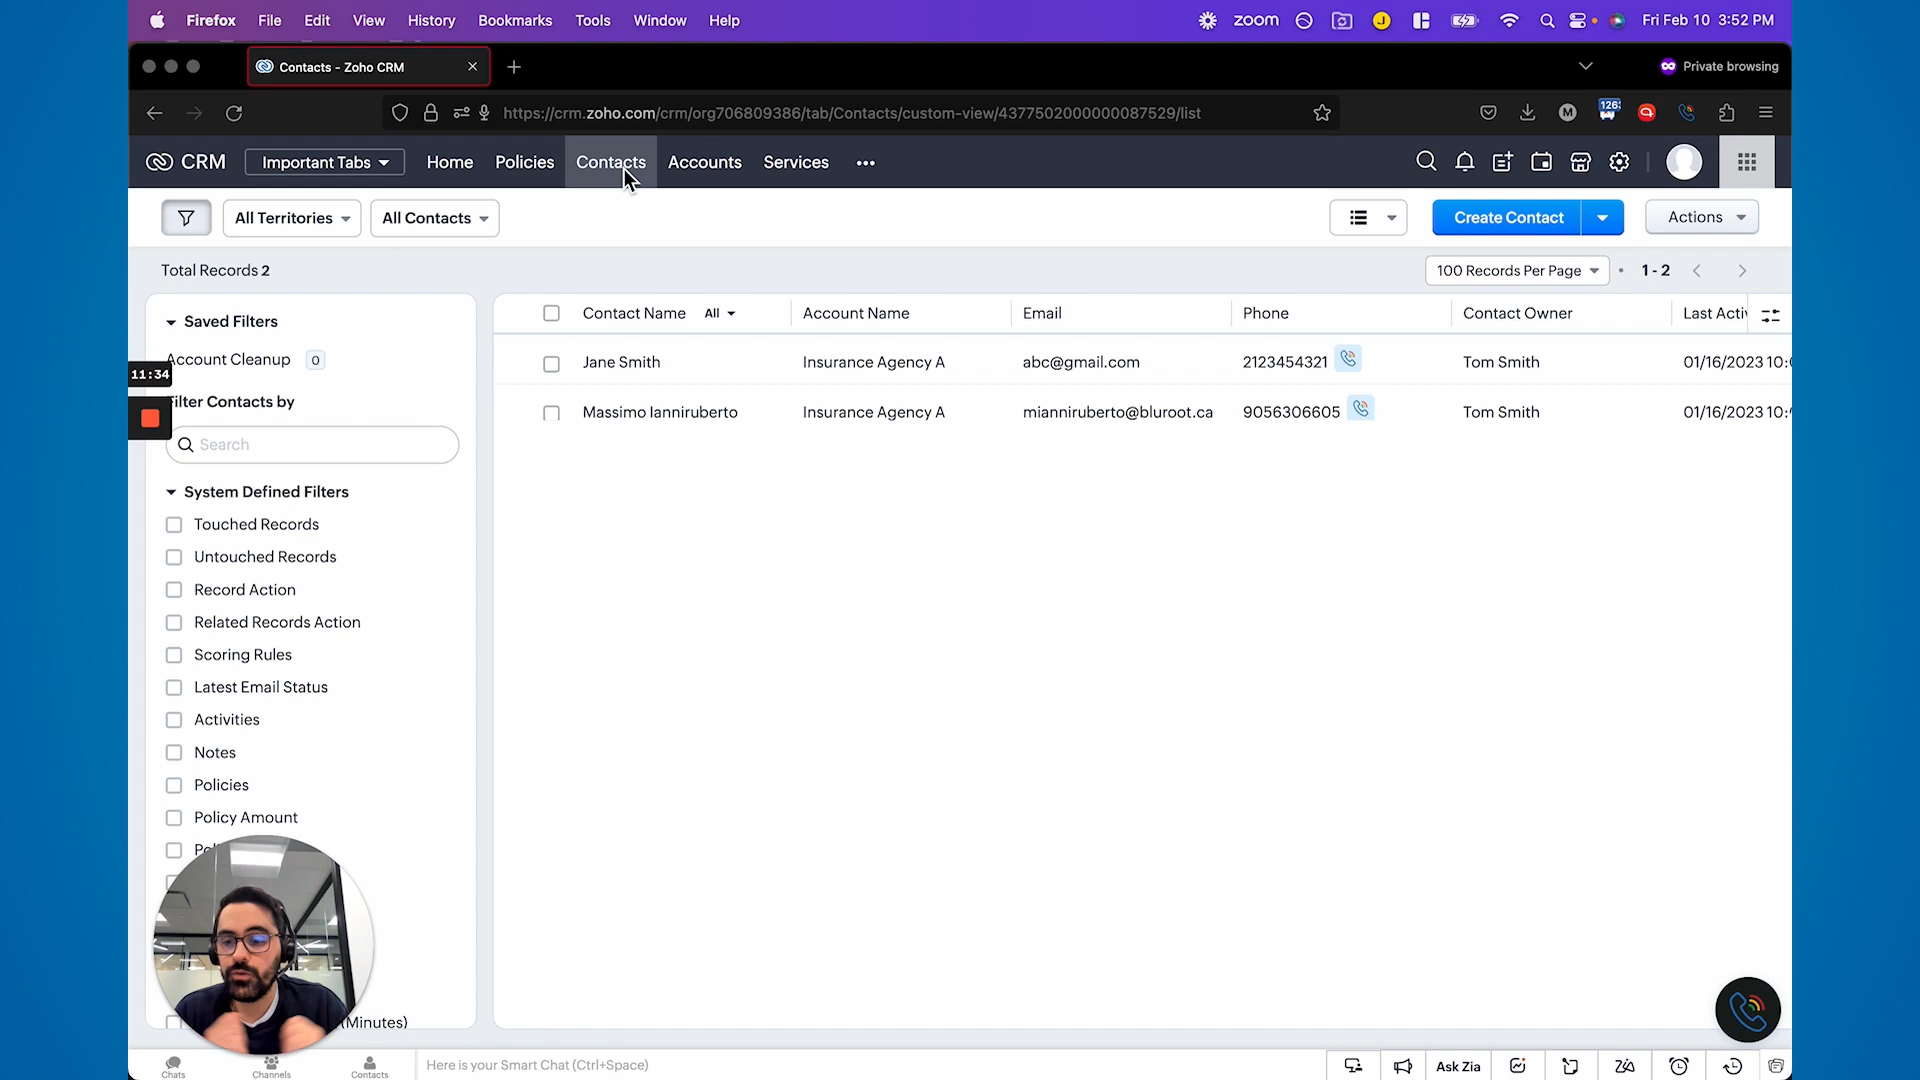 Firefox File Edit View History Bookmarks Tools Window Help zoom Fri Feb 10 3:52 PM
Contacts - Zoho CRM Private browsing
https://crm.zoho.com/crm/org706809386/tab/Contacts/custom-view/4377502000000087529/list M
CRM Important Tabs Home Policies Contacts Accounts Services
All Territories All Contacts Create Contact Actions
Total Records 2 100 Records Per Page 1 - 2
Saved Filters
Account Cleanup 0
11:34
Filter Contacts by
Search
System Defined Filters
Touched Records
Untouched Records
Record Action
Related Records Action
Scoring Rules
Latest Email Status
Activities
Notes
Policies
Policy Amount
(Minutes)
Contact Name All Account Name Email Phone Contact Owner Last Activ
Jane Smith Insurance Agency A abc@gmail.com 2123454321 Tom Smith 01/16/2023 10:
Massimo Ianniruberto Insurance Agency A mianniruberto@bluroot.ca 9056306605 Tom Smith 01/16/2023 10:
Chats Channels Contacts Here is your Smart Chat (Ctrl+Space) Ask Zia